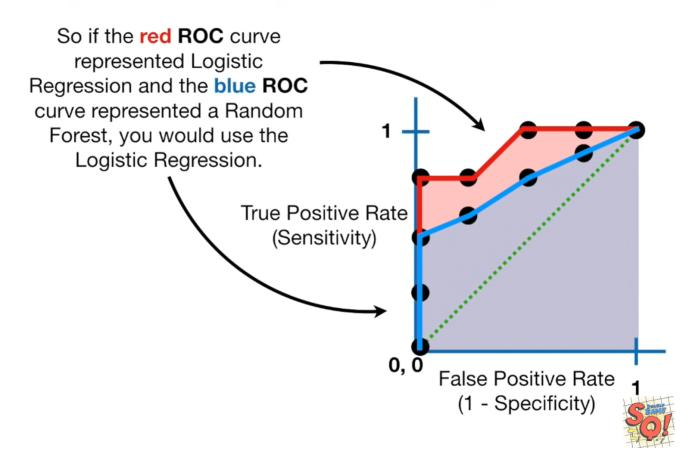 So if the red ROC curve
represented Logistic
Regression and the blue ROC
curve represented a Random
Forest, you would use the
Logistic Regression.
1
True Positive Rate
(Sensitivity)
0, 0
False Positive Rate
(1 - Specificity)
1
SQ!